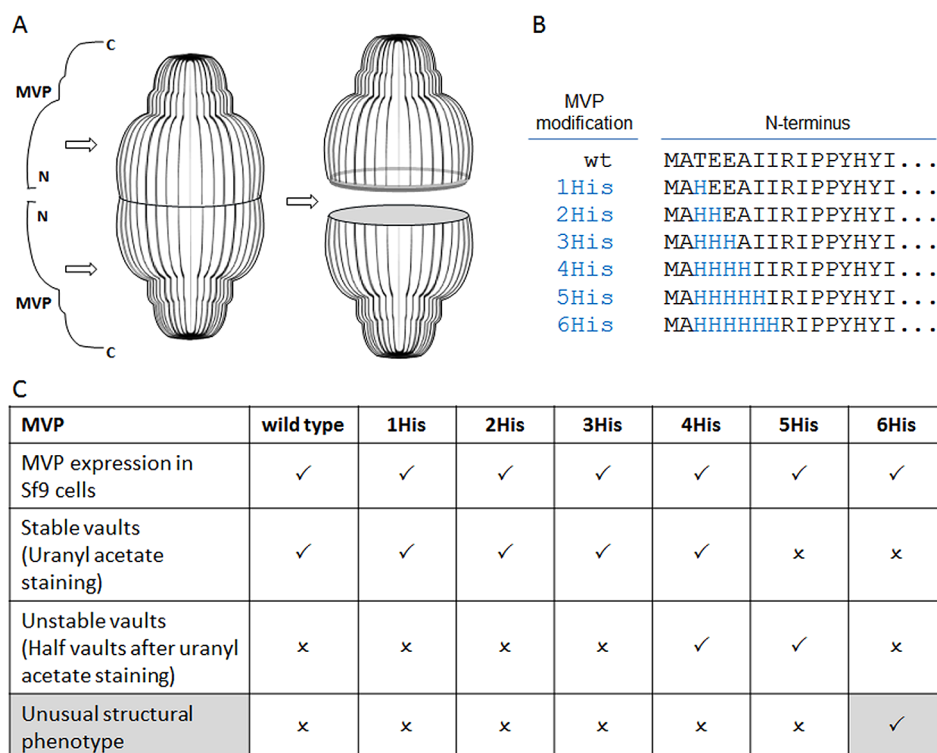 A
C
MVP
N
N
MVP
C
B
MVP
modification
N-terminus
wt MATEEAIIRIPPYHYI...
1His MAHEEAIIRIPPYHYI...
2His MAHHEAIIRIPPYHYI...
3His MAHHHAIIRIPPYHYI...
4His MAHHHHIIRIPPYHYI...
5His MAHHHHHIRIPPYHYI...
6His MAHHHHHHRIPPYHYI...
C
MVP wild type 1His 2His 3His 4His 5His 6His
MVP expression in
Sf9 cells ✓ ✓ ✓ ✓ ✓ ✓ ✓
Stable vaults
(Uranyl acetate ✓ ✓ ✓ ✓ ✓ x x
staining)
Unstable vaults
(Half vaults after uranyl x x x x ✓ ✓ x
acetate staining)
Unusual structural
phenotype x x x x x x ✓